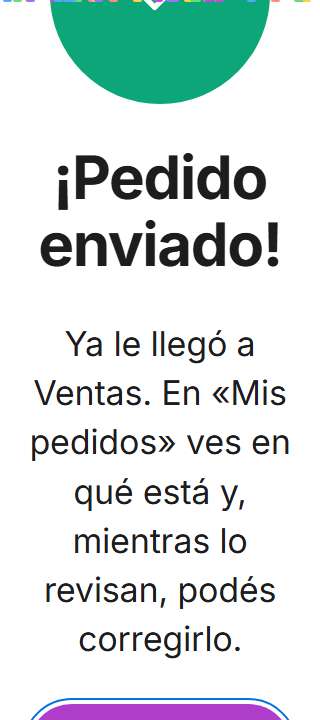 ¡Pedido
enviado!
Ya le llegó a
Ventas. En «Mis
pedidos» ves en
qué está y,
mientras lo
revisan, podés
corregirlo.